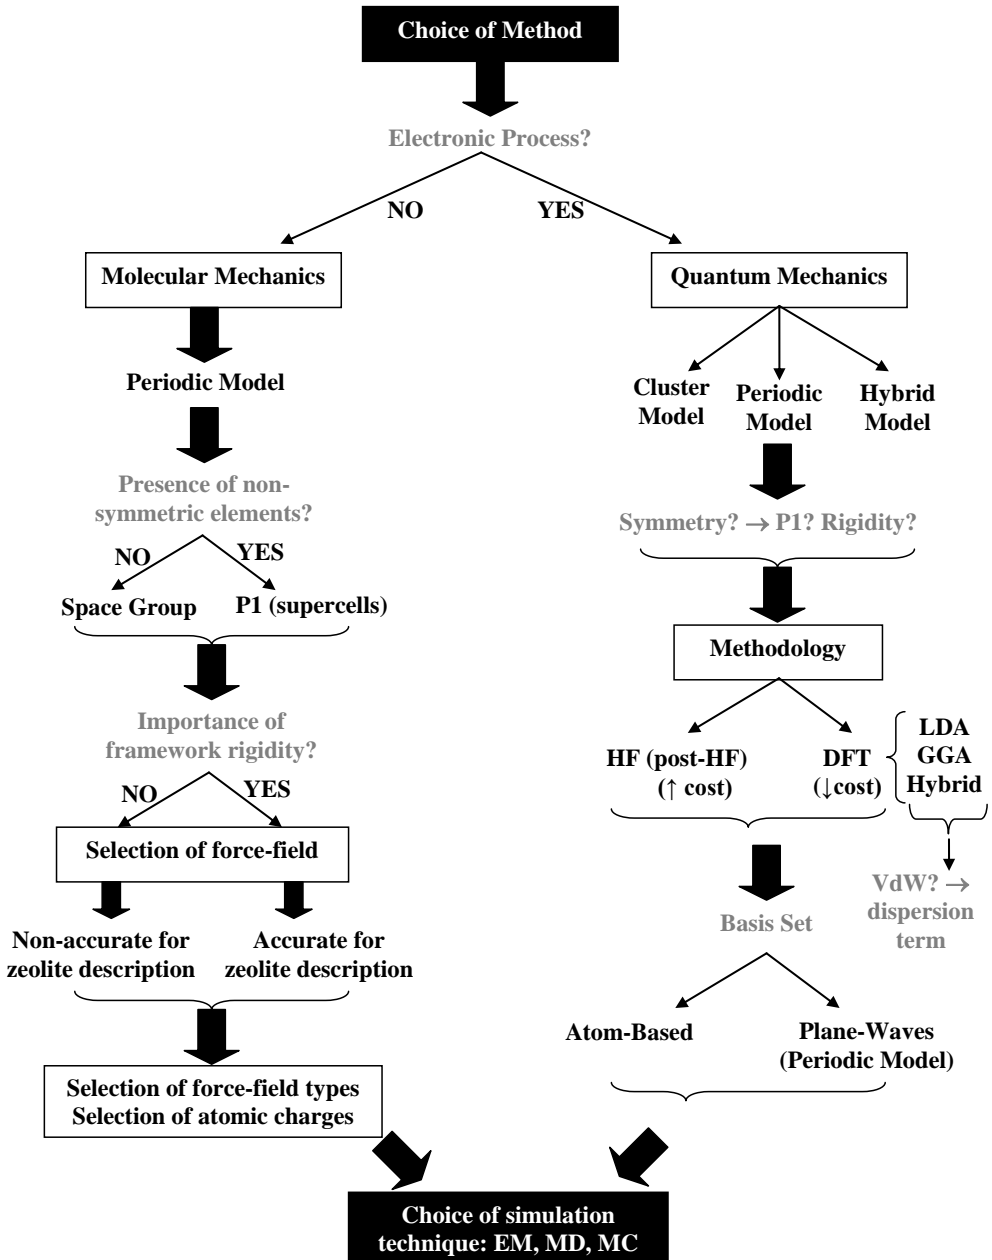 Choice of Method
Electronic Process?
NO
YES
Molecular Mechanics
Periodic Model
Presence of non-
symmetric elements?
NO
YES
Space Group
P1 (supercells)
Importance of
framework rigidity?
NO
YES
Selection of force-field
Non-accurate for
zeolite description
Accurate for
zeolite description
Selection of force-field types
Selection of atomic charges
Quantum Mechanics
Cluster
Model
Periodic
Model
Hybrid
Model
Symmetry? → P1? Rigidity?
Methodology
HF (post-HF)
(↑ cost)
DFT
(↓cost)
LDA
GGA
Hybrid
VdW? →
dispersion
term
Basis Set
Atom-Based
Plane-Waves
(Periodic Model)
Choice of simulation
technique: EM, MD, MC